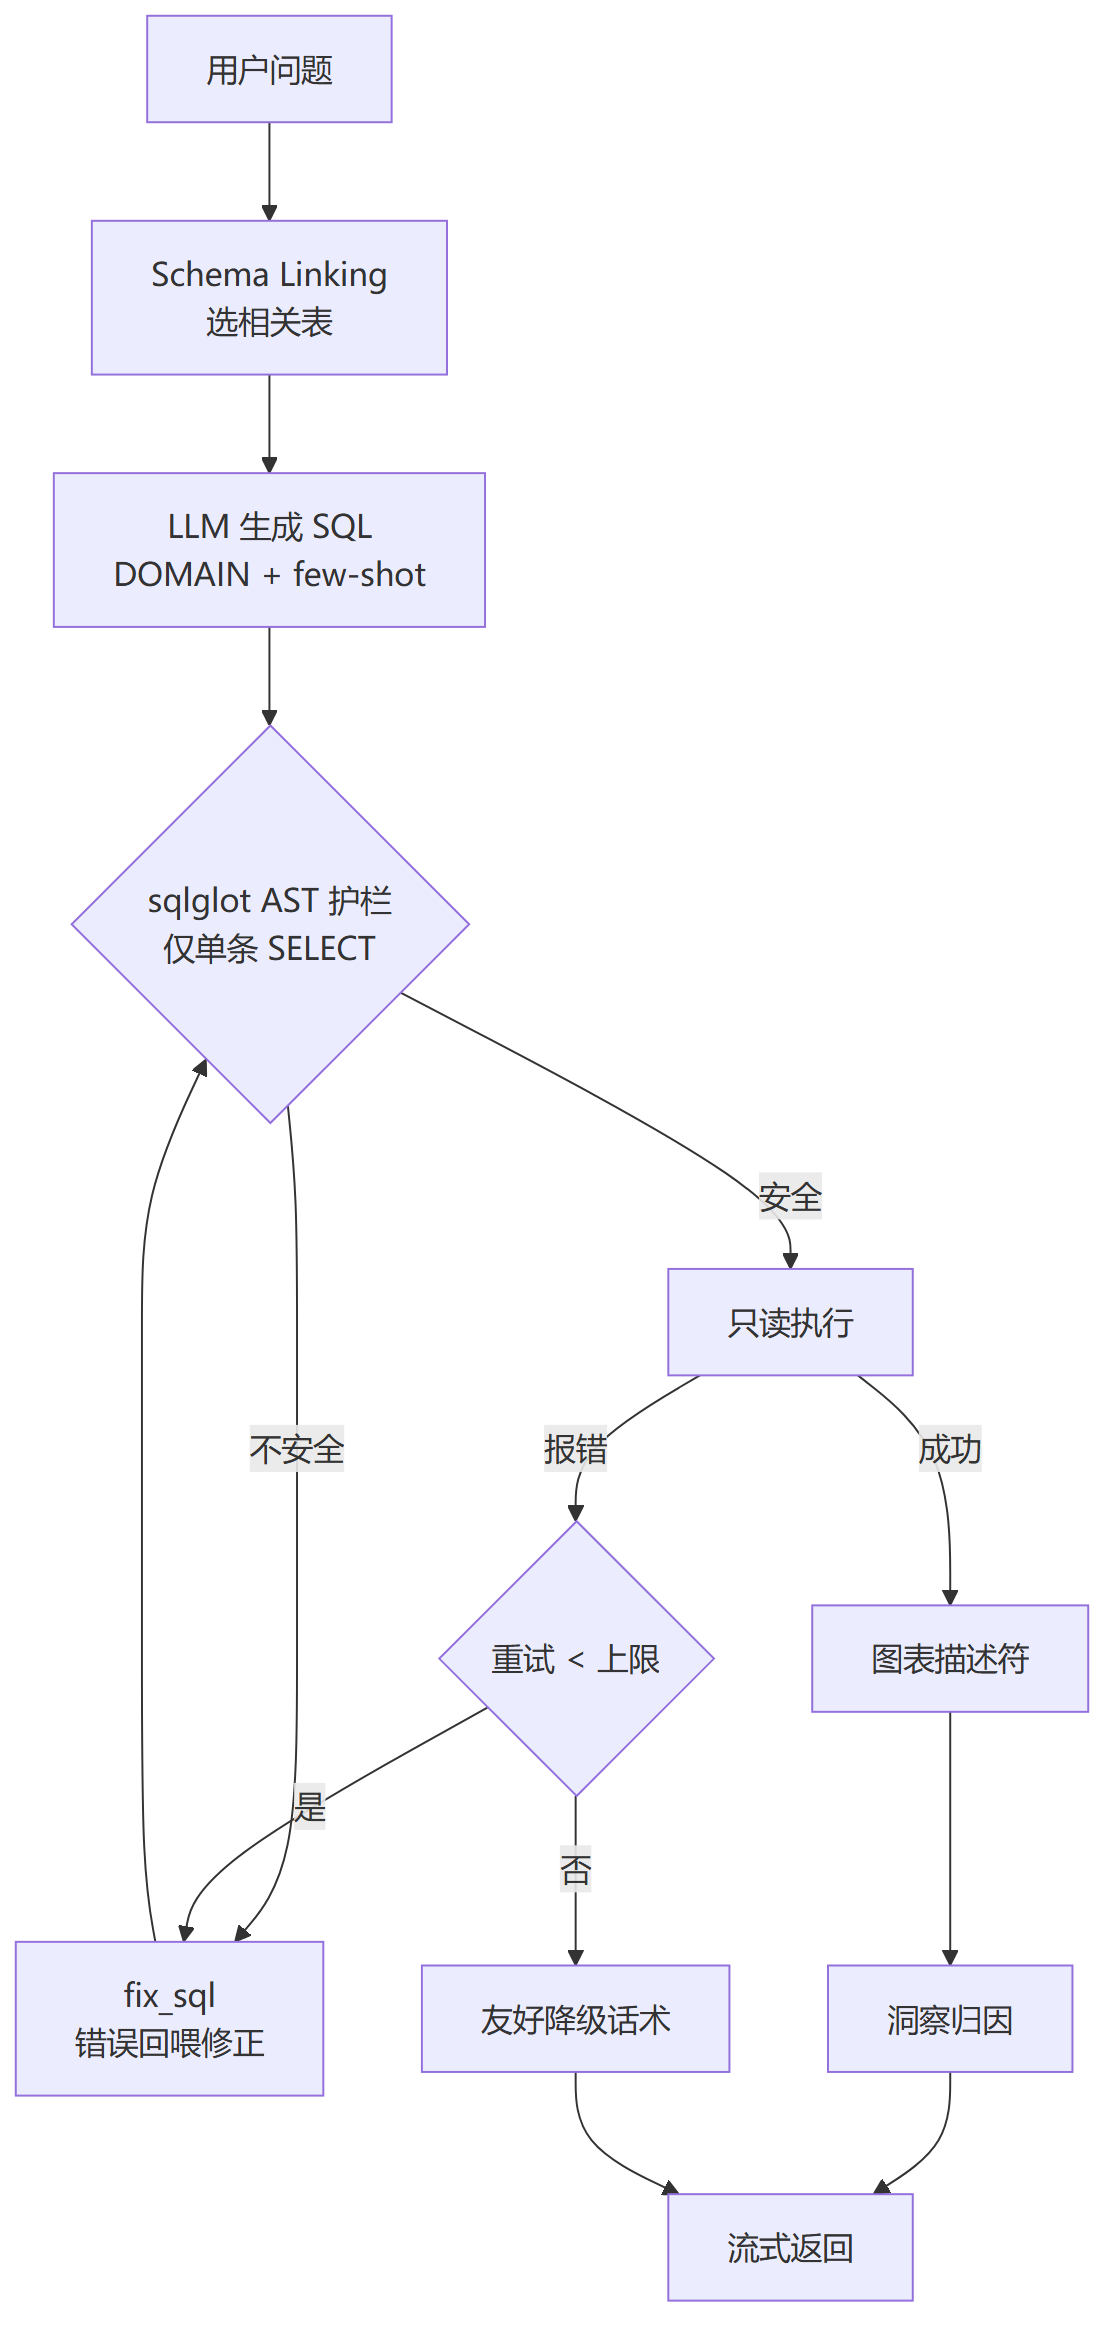 用户问题
Schema Linking
选相关表
LLM 生成 SQL
DOMAIN + few-shot
sqlglot AST 护栏
仅单条 SELECT
安全
只读执行
不安全
报错
成功
重试 < 上限
图表描述符
是
否
fix_sql
错误回喂修正
友好降级话术
洞察归因
流式返回